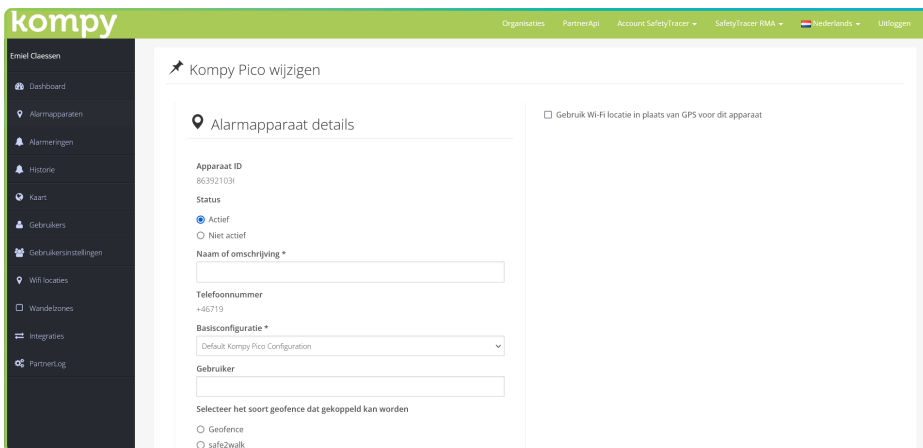 kompy
Organisaties PartnerApi Account SafetyTracer SafetyTracer RMA Nederlands Uitloggen
Emiel Claessen
Dashboard
Alarmapparaten
Alarmeringen
Historie
Kaart
Gebruikers
Gebruikersinstellingen
Wifi locaties
Wandelzones
Integraties
PartnerLog
Kompy Pico wijzigen
Alarmapparaat details
Apparaat ID
86392103(
Status
Actief
Niet actief
Naam of omschrijving *
Telefoonnummer
+46719
Basisconfiguratie *
Default Kompy Pico Configuration
Gebruiker
Selecteer het soort geofence dat gekoppeld kan worden
Geofence
safe2walk
Gebruik Wi-Fi locatie in plaats van GPS voor dit apparaat